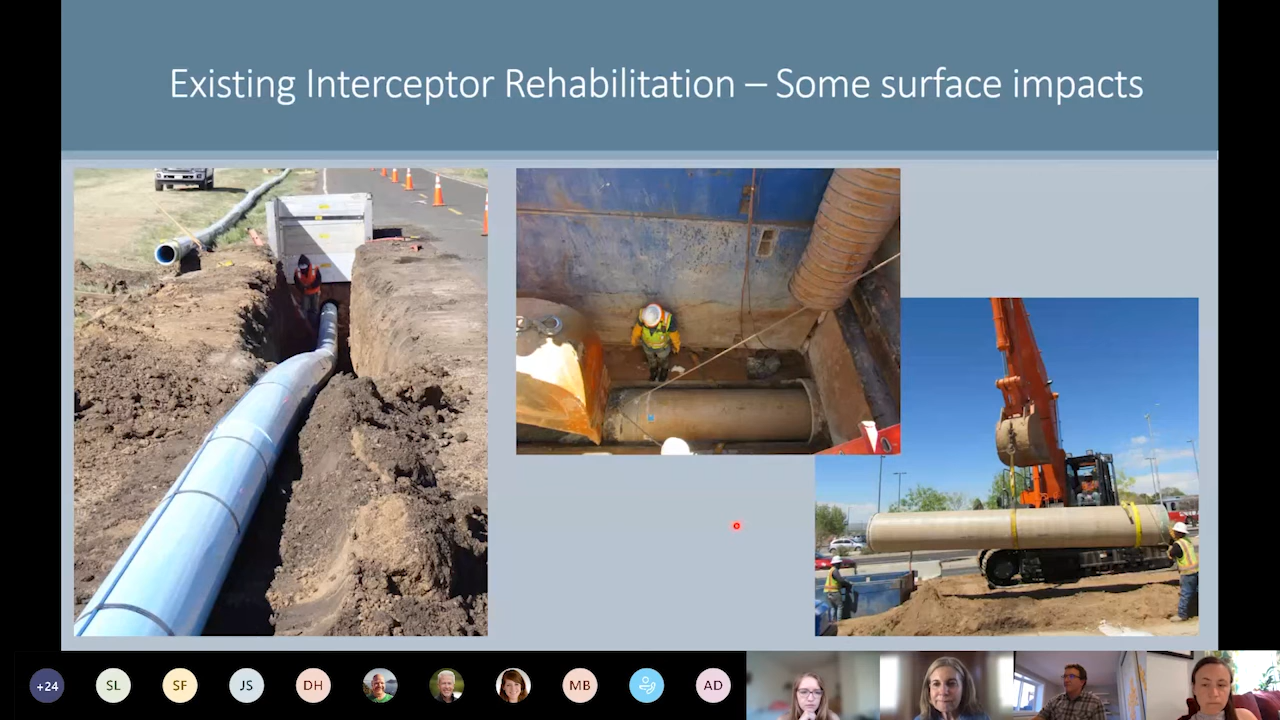 Existing Interceptor Rehabilitation – Some surface impacts
+24
SL
SF
JS
DH
MB
AD